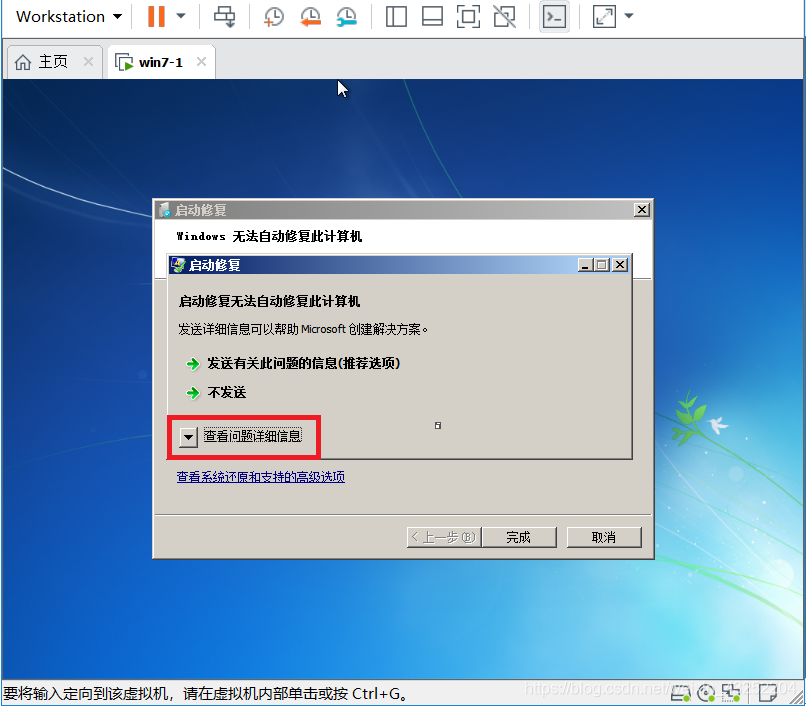 Workstation
主页
win7-1
启动修复
Windows 无法自动修复此计算机
启动修复
启动修复无法自动修复此计算机
发送详细信息可以帮助 Microsoft 创建解决方案。
发送有关此问题的信息(推荐选项)
不发送
查看问题详细信息
查看系统还原和支持的高级选项
< 上一步(B)
完成
取消
要将输入定向到该虚拟机，请在虚拟机内部单击或按 Ctrl+G。
https://blog.csdn.net/